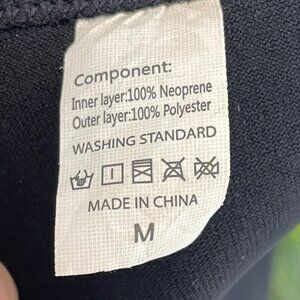 Component:
Inner layer:100% Neoprene
Outer layer:100% Polyester
WASHING STANDARD
MADE IN CHINA
M